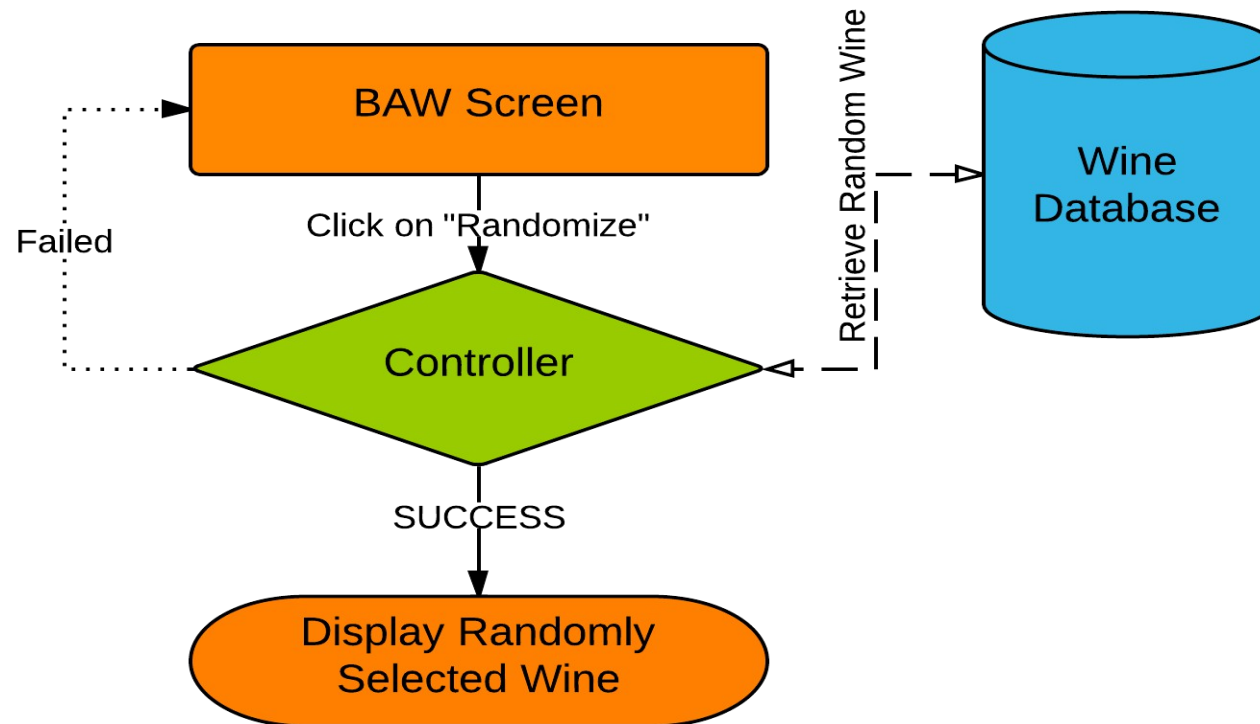 BAW Screen
Click on "Randomize"
Failed
Controller
Retrieve Random Wine
Wine
Database
SUCCESS
Display Randomly
Selected Wine